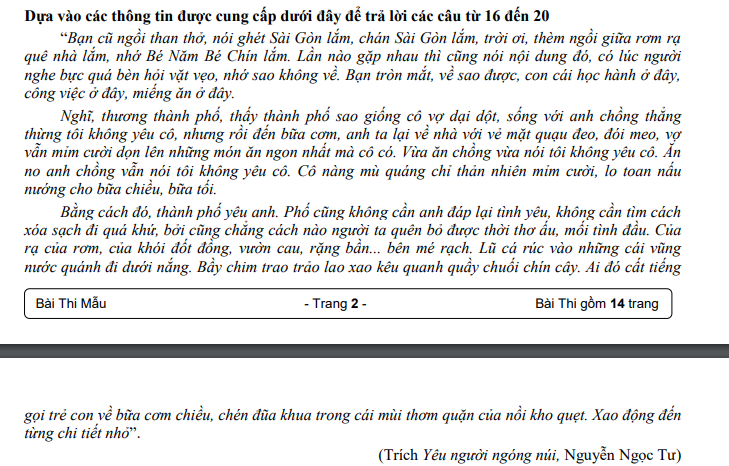 Dựa vào các thông tin được cung cấp dưới đây để trả lời các câu từ 16 đến 20
“Bạn cũ ngồi than thở, nói ghét Sài Gòn lắm, chán Sài Gòn lắm, trời ơi, thèm ngồi giữa rơm rạ
quê nhà lắm, nhớ Bé Năm Bé Chín lắm. Lần nào gặp nhau thì cũng nói nội dung đó, có lúc người
nghe bực quá bèn hỏi vặt vẹo, nhớ sao không về. Bạn tròn mắt, về sao được, con cái học hành ở đây,
công việc ở đây, miếng ăn ở đây.
Nghĩ, thương thành phố, thấy thành phố sao giống cô vợ dại dột, sống với anh chồng thẳng
thừng tôi không yêu cô, nhưng rồi đến bữa cơm, anh ta lại về nhà với vẻ mặt quạu đeo, đói meo, vợ
vẫn mỉm cười dọn lên những món ăn ngon nhất mà cô có. Vừa ăn chồng vừa nói tôi không yêu cô. Ăn
no anh chồng vẫn nói tôi không yêu cô. Cô nàng mù quáng chỉ thản nhiên mỉm cười, lo toan nấu
nướng cho bữa chiều, bữa tối.
Bằng cách đó, thành phố yêu anh. Phố cũng không cần anh đáp lại tình yêu, không cần tìm cách
xóa sạch đi quá khứ, bởi cũng chẳng cách nào người ta quên bỏ được thời thơ ấu, mối tình đầu. Của
rạ của rơm, của khói đốt đồng, vườn cau, rặng bần... bên mé rạch. Lũ cá rúc vào những cái vũng
nước quánh đi dưới nắng. Bầy chim trao trảo lao xao kêu quanh quầy chuối chín cây. Ai đó cất tiếng
Bài Thi Mẫu - Trang 2 - Bài Thi gồm 14 trang
gọi trẻ con về bữa cơm chiều, chén đũa khua trong cái mùi thơm quặn của nồi kho quẹt. Xao động đến
từng chi tiết nhỏ”.
(Trích Yêu người ngóng núi, Nguyễn Ngọc Tư)